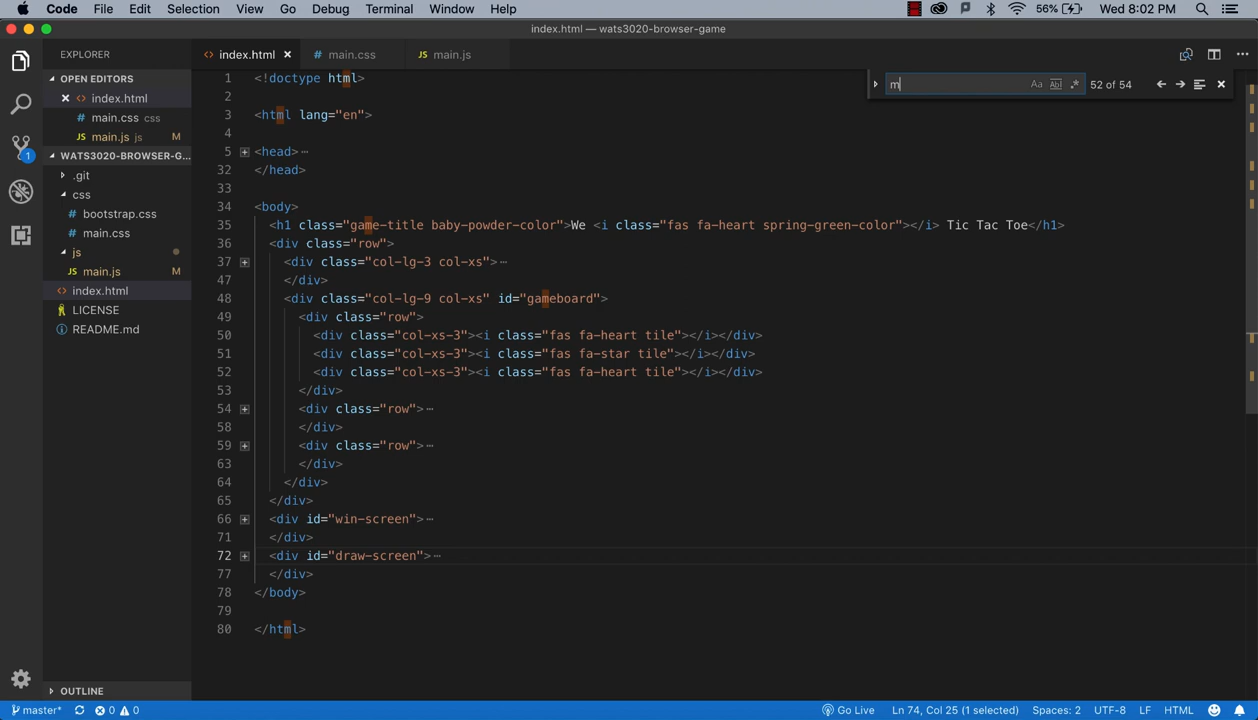 Code File Edit Selection View Go Debug Terminal Window Help 56% Wed 8:02 PM
index.html — wats3020-browser-game
EXPLORER
index.html main.css main.js
OPEN EDITORS
index.html
main.css css
main.js js M
WATS3020-BROWSER-G...
.git
css
bootstrap.css
main.css
js
main.js M
index.html
LICENSE
README.md
OUTLINE
1
m
52 of 54
1 <!doctype html>
2
3 <html lang="en">
4
5 <head>…
32 </head>
33
34 <body>
35 <h1 class="game-title baby-powder-color">We <i class="fas fa-heart spring-green-color"></i> Tic Tac Toe</h1>
36 <div class="row">
37 <div class="col-lg-3 col-xs">…
47 </div>
48 <div class="col-lg-9 col-xs" id="gameboard">
49 <div class="row">
50 <div class="col-xs-3"><i class="fas fa-heart tile"></i></div>
51 <div class="col-xs-3"><i class="fas fa-star tile"></i></div>
52 <div class="col-xs-3"><i class="fas fa-heart tile"></i></div>
53 </div>
54 <div class="row">…
58 </div>
59 <div class="row">…
63 </div>
64 </div>
65 </div>
66 <div id="win-screen">…
71 </div>
72 <div id="draw-screen">…
77 </div>
78 </body>
79
80 </html>
master* 0 0 Go Live Ln 74, Col 25 (1 selected) Spaces: 2 UTF-8 LF HTML